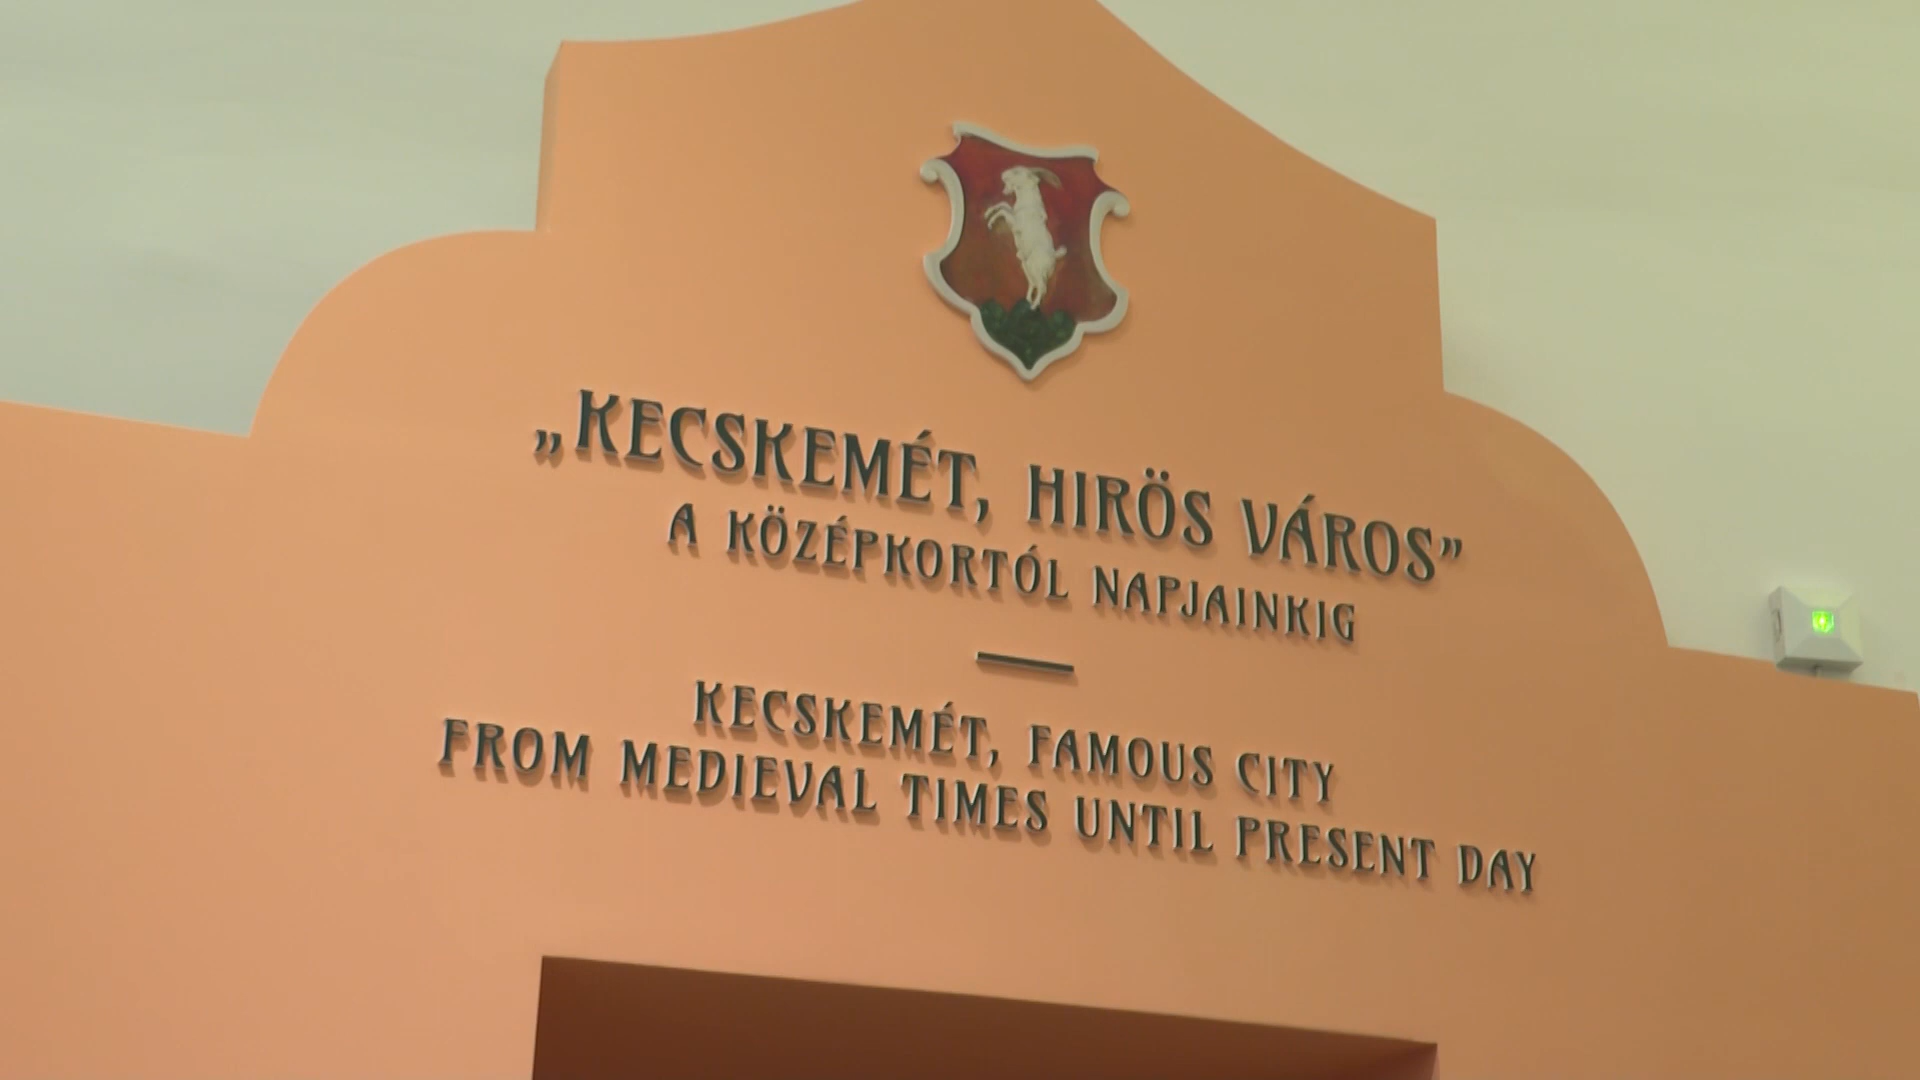 „KECSKEMÉT, HIRÖS VÁROS”
A KÖZÉPKORTÓL NAPJAINKIG
KECSKEMÉT, FAMOUS CITY
FROM MEDIEVAL TIMES UNTIL PRESENT DAY